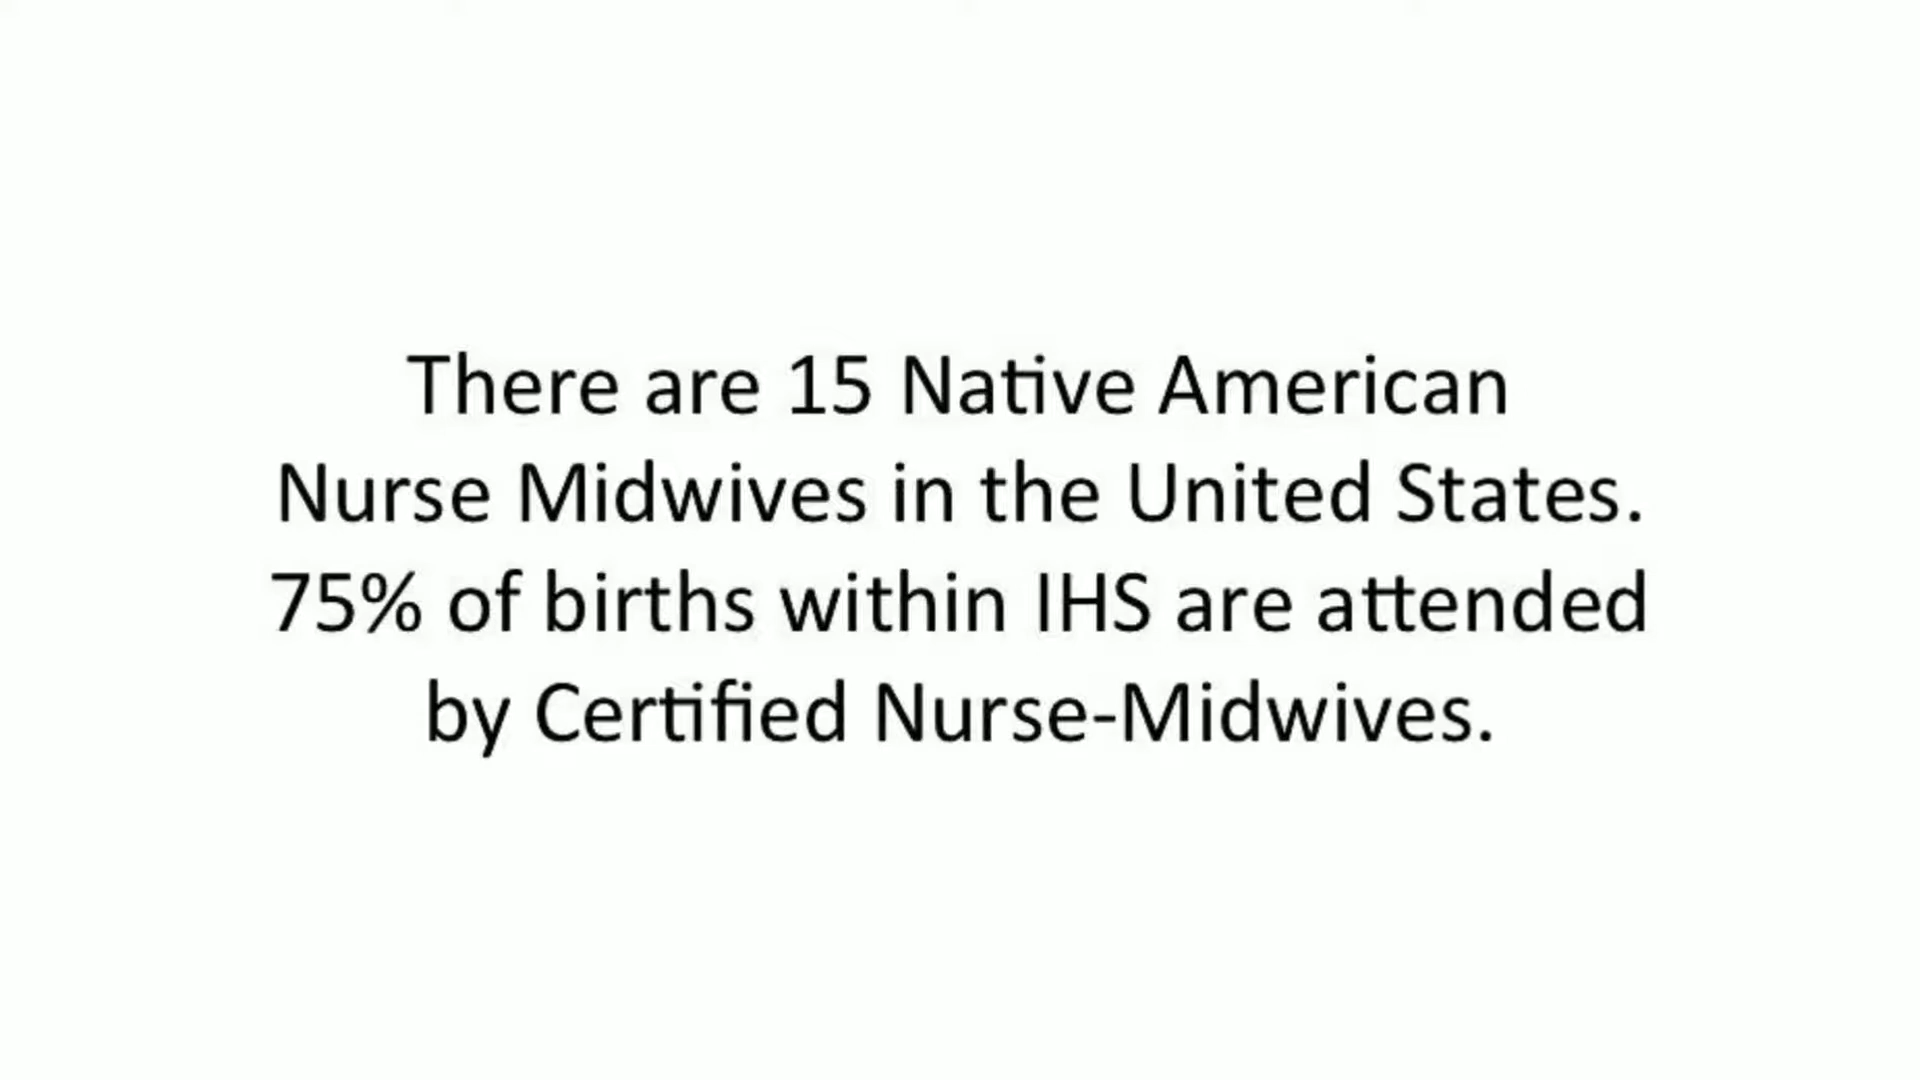 There are 15 Native American
Nurse Midwives in the United States.
75% of births within IHS are attended
by Certified Nurse-Midwives.